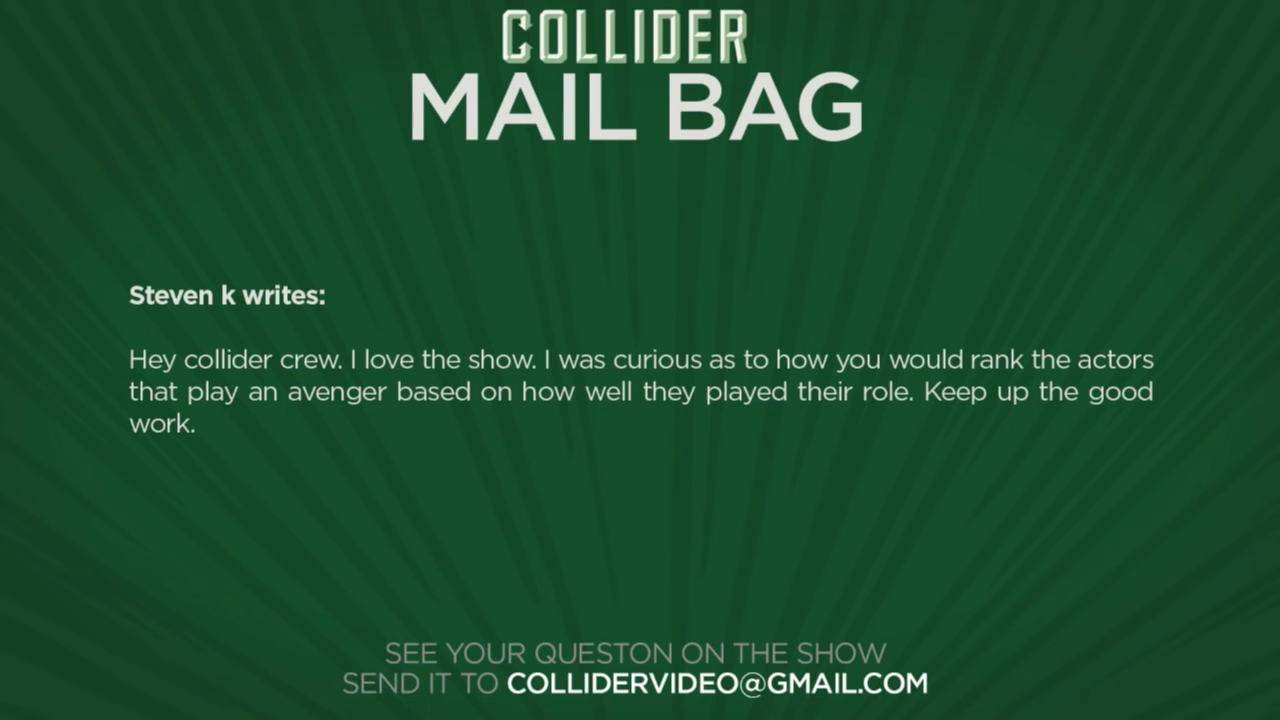 COLLIDER
MAIL BAG
Steven k writes:
Hey collider crew. I love the show. I was curious as to how you would rank the actors
that play an avenger based on how well they played their role. Keep up the good
work.
SEE YOUR QUESTON ON THE SHOW
SEND IT TO COLLIDERVIDEO@GMAIL.COM